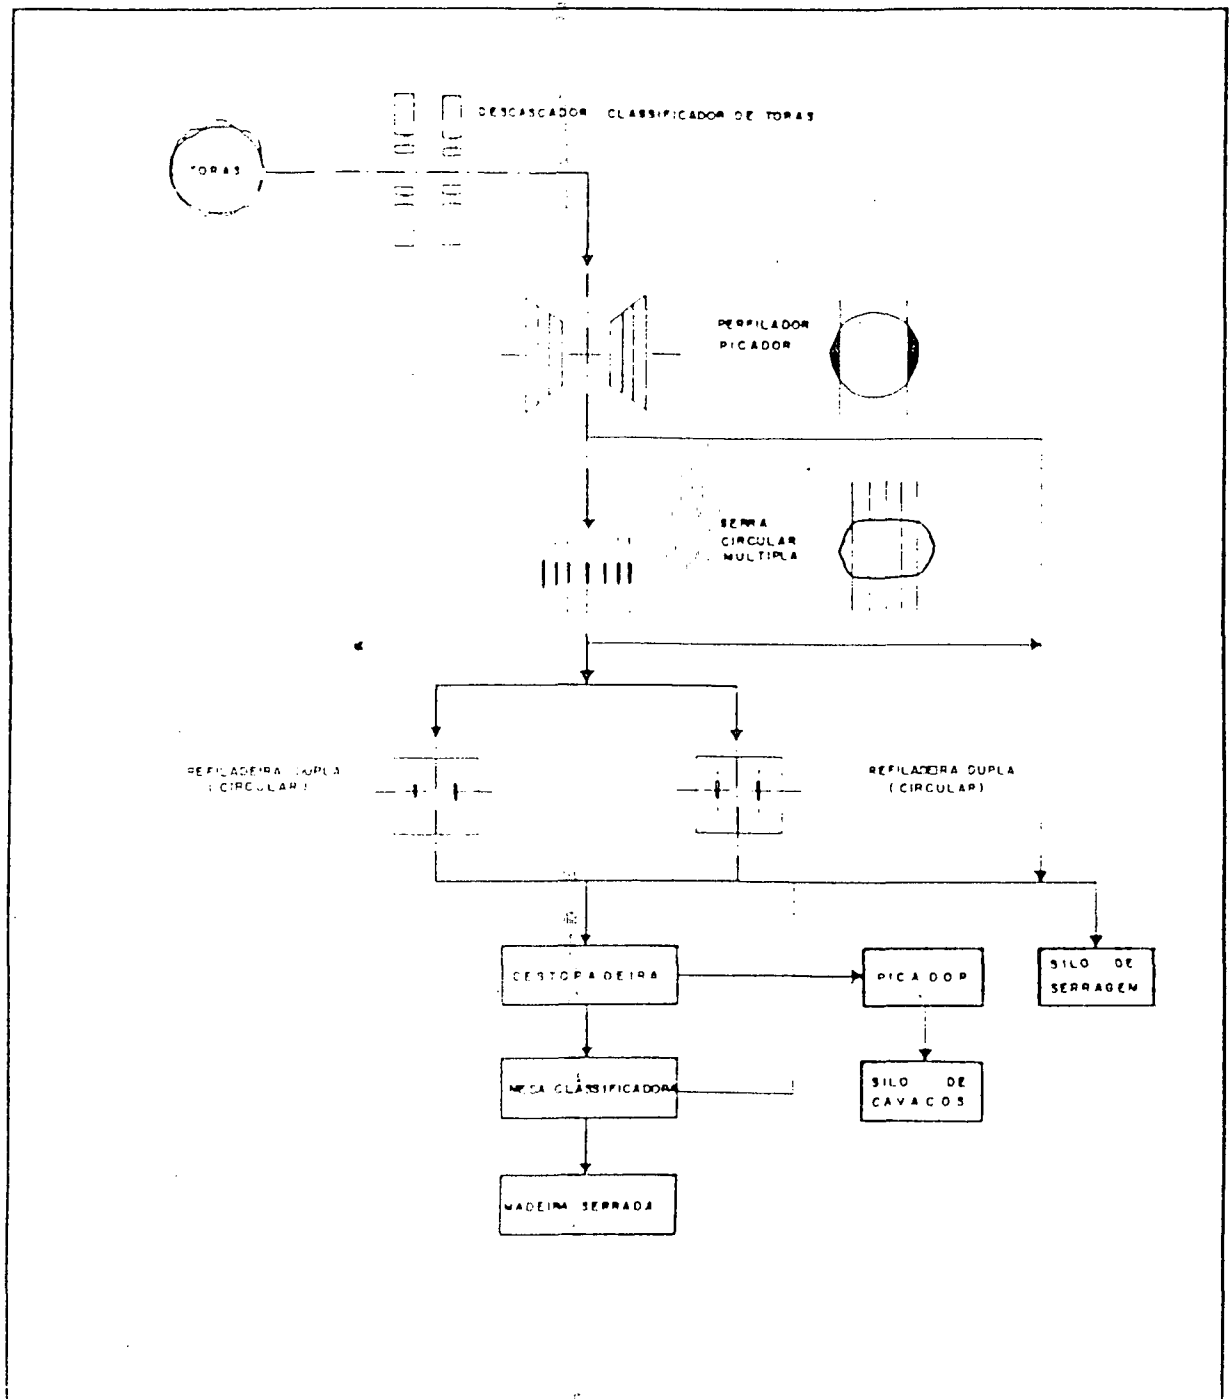 DESCASCADOR CLASSIFICADOR DE TORAS
TORAS
PERFILADOR
PICADOR
SERRA
CIRCULAR
MULTIPLA
REFILADEIRA DUPLA
(CIRCULAR)
REFILADEIRA DUPLA
(CIRCULAR)
DESTOPADEIRA
PICADOR
SILO DE
SERRAGEM
MESA CLASSIFICADORA
SILO DE
CAVACOS
MADEIRA SERRADA